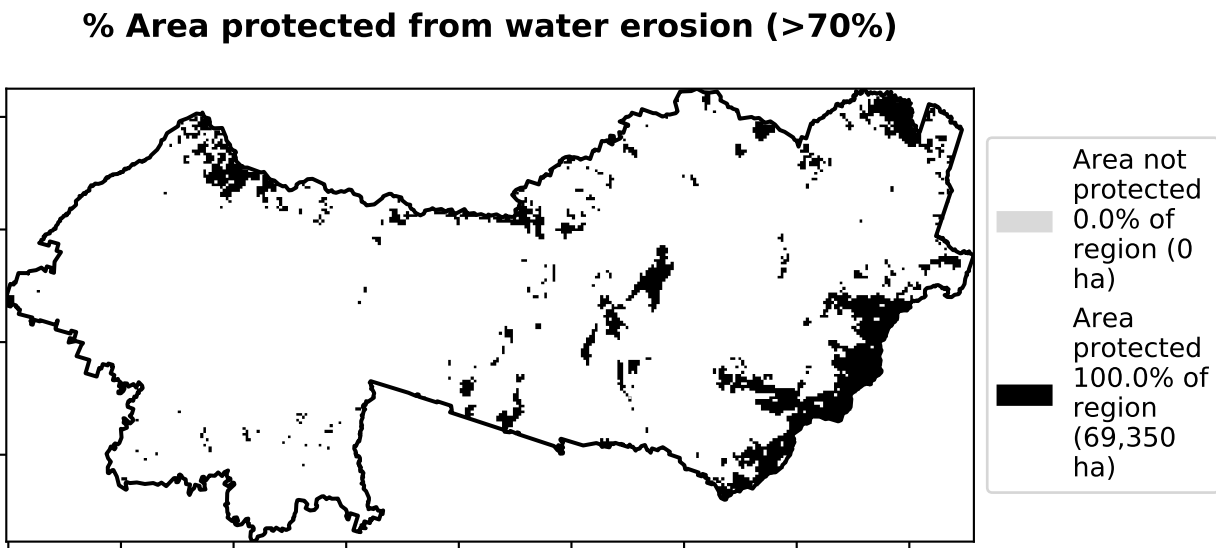 % Area protected from water erosion (>70%)
Area not
protected
0.0% of
region (0
ha)
Area
protected
100.0% of
region
(69,350
ha)